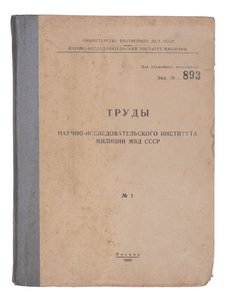 МИНИСТЕРСТВО ВНУТРЕННИХ ДЕЛ СССР
НАУЧНО-ИССЛЕДОВАТЕЛЬСКИЙ ИНСТИТУТ МИЛИЦИИ
Для служебного пользования
Экз. № 893
ТРУДЫ
НАУЧНО-ИССЛЕДОВАТЕЛЬСКОГО ИНСТИТУТА
МИЛИЦИИ МВД СССР
№ 1
Москва